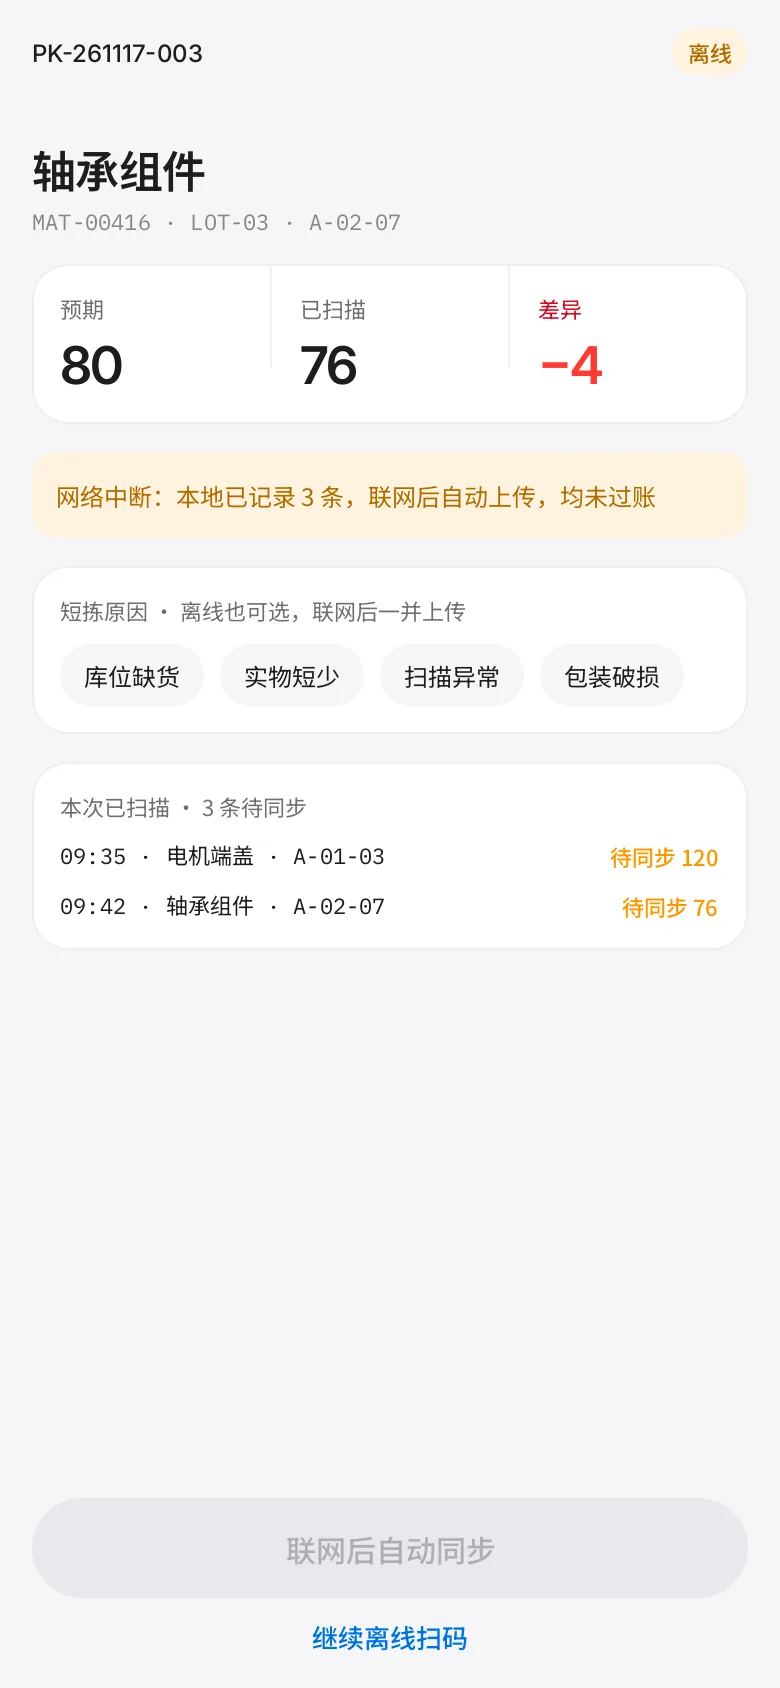 PK-261117-003
离线
轴承组件
MAT-00416 · LOT-03 · A-02-07
预期
80
已扫描
76
差异
−4
网络中断：本地已记录 3 条，联网后自动上传，均未过账
短拣原因 · 离线也可选，联网后一并上传
库位缺货
实物短少
扫描异常
包装破损
本次已扫描 · 3 条待同步
09:35 · 电机端盖 · A-01-03 待同步 120
09:42 · 轴承组件 · A-02-07 待同步 76
联网后自动同步
继续离线扫码